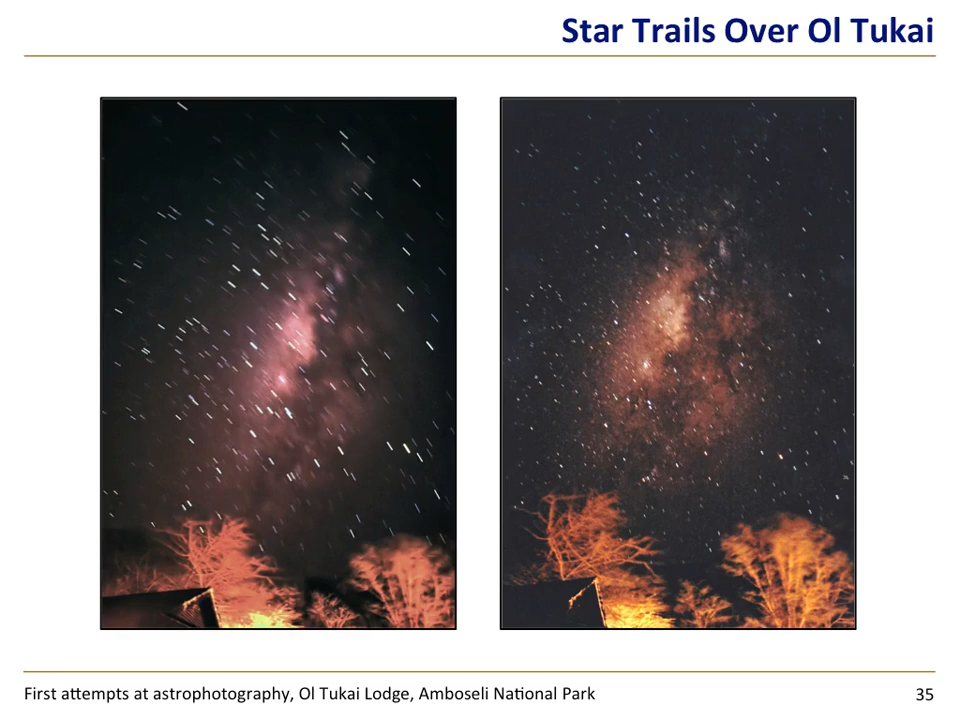 Star Trails Over Ol Tukai
First attempts at astrophotography, Ol Tukai Lodge, Amboseli National Park
35